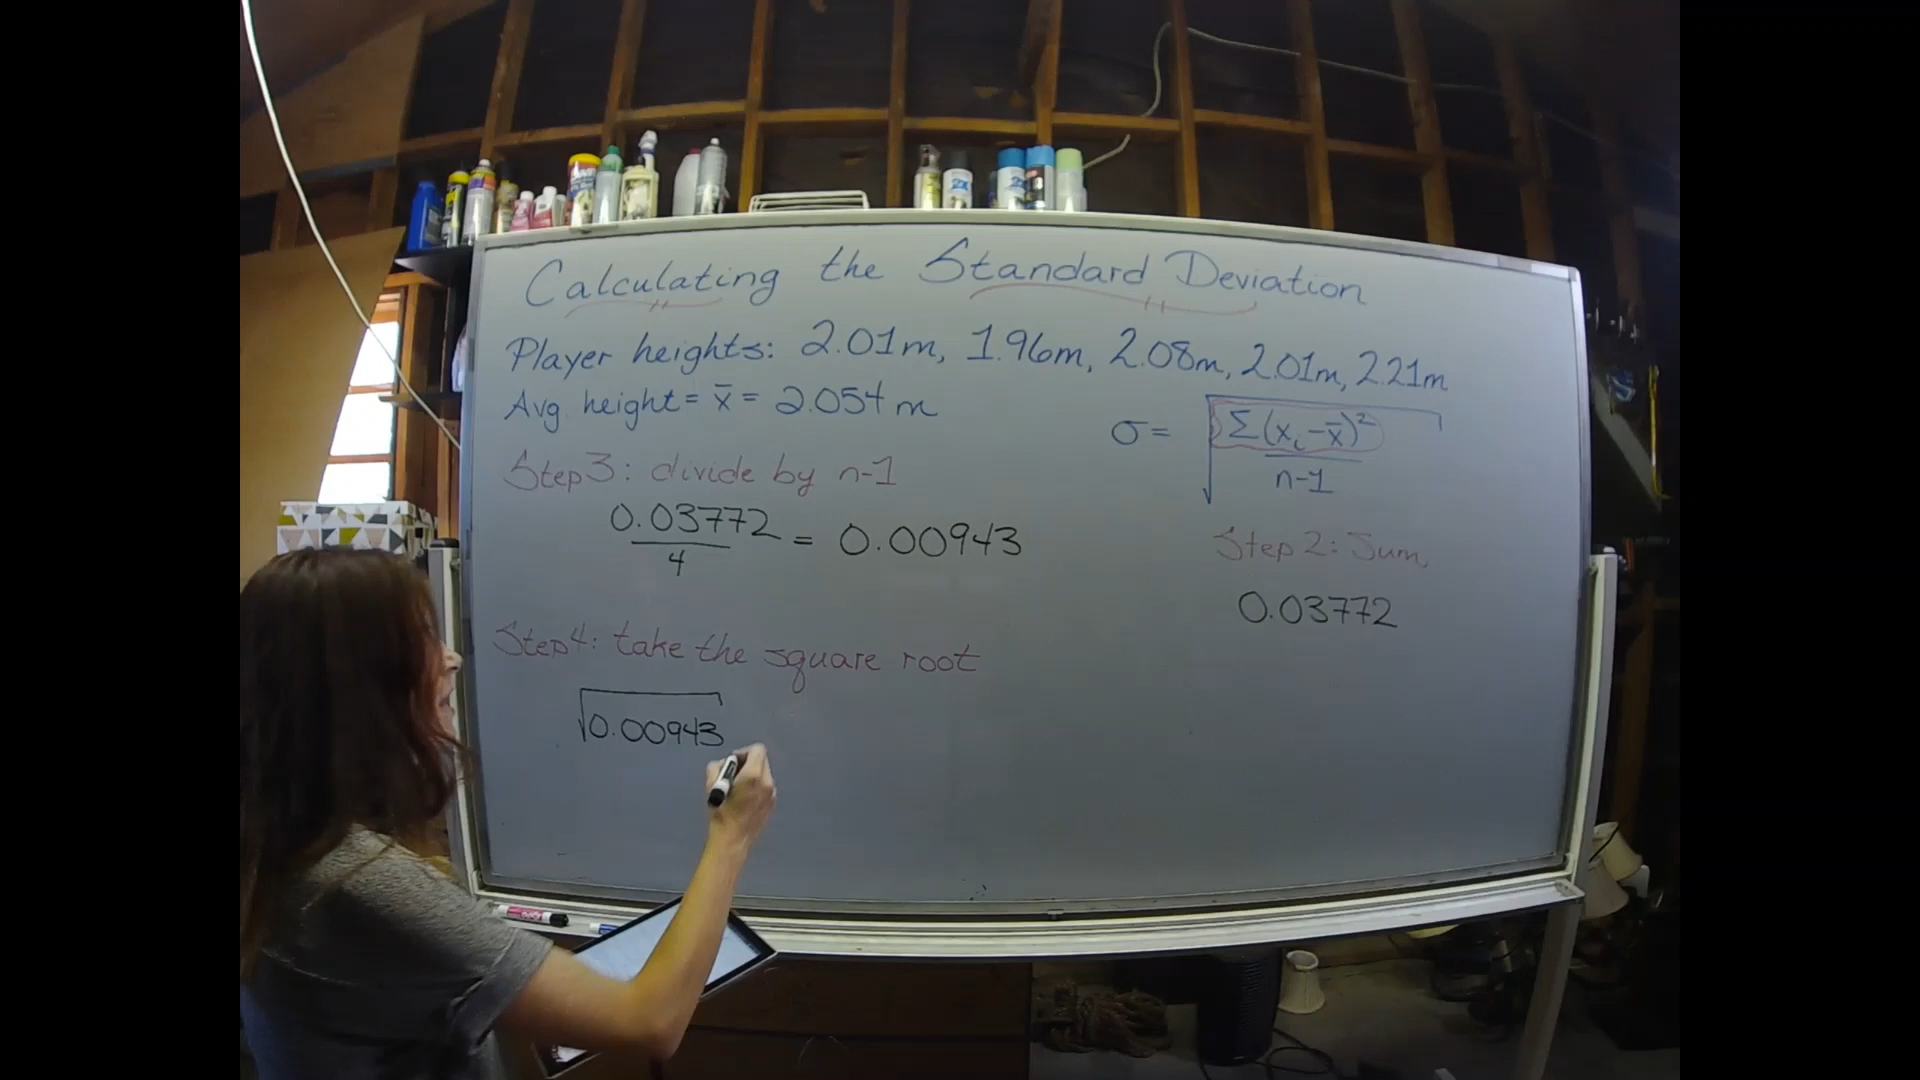 Calculating the Standard Deviation
Player heights: 2.01m, 1.96m, 2.08m, 2.01m, 2.21m
Avg. height = x̄ = 2.054 m
σ = √(Σ(xᵢ-x̄)² / n-1)
Step 3: divide by n-1
0.03772 / 4 = 0.00943
Step 2: Sum
0.03772
Step 4: take the square root
√0.00943